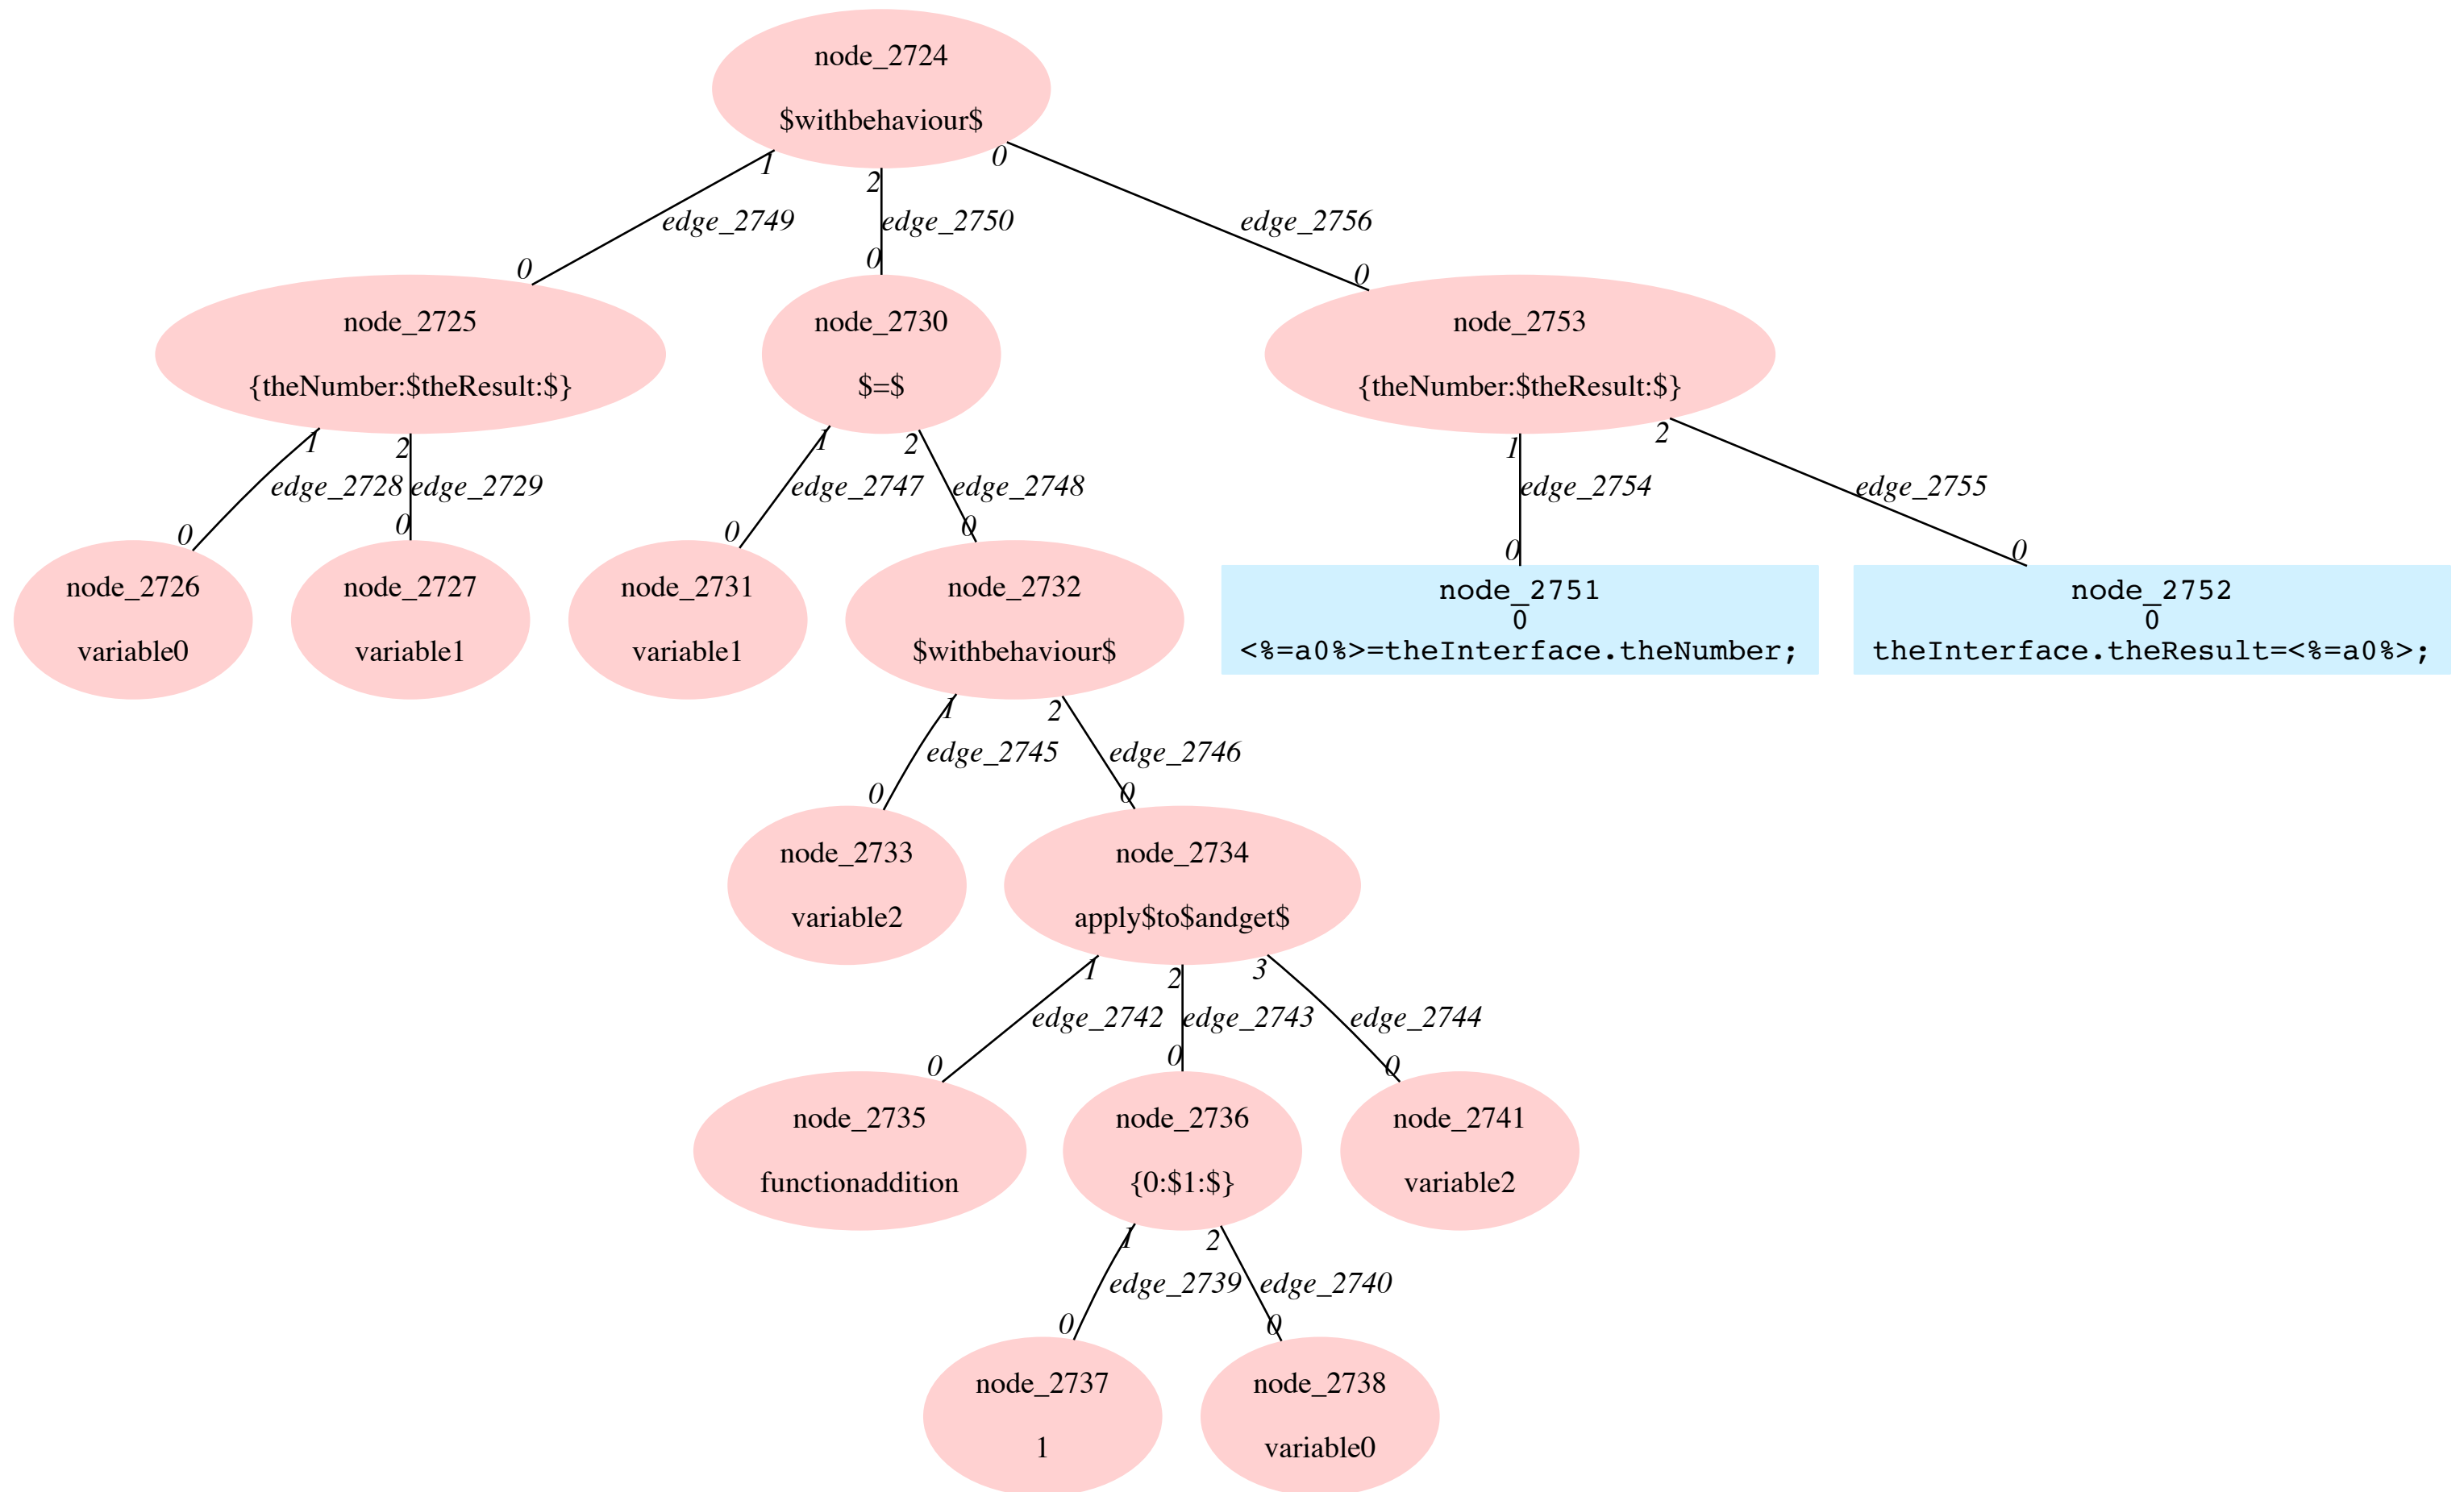 node_2724
$withbehaviour$
1
2
0
edge_2749
edge_2750
edge_2756
0
0
0
node_2725
{theNumber:$theResult:$}
node_2730
$=$
node_2753
{theNumber:$theResult:$}
1
2
1
2
1
2
edge_2728
edge_2729
edge_2747
edge_2748
edge_2754
edge_2755
0
0
0
0
0
0
node_2726
variable0
node_2727
variable1
node_2731
variable1
node_2732
$withbehaviour$
node_2751
0
<%=a0%>=theInterface.theNumber;
node_2752
0
theInterface.theResult=<%=a0%>;
1
2
edge_2745
edge_2746
0
0
node_2733
variable2
node_2734
apply$to$andget$
1
2
3
edge_2742
edge_2743
edge_2744
0
0
0
node_2735
functionaddition
node_2736
{0:$1:$}
node_2741
variable2
1
2
edge_2739
edge_2740
0
0
node_2737
1
node_2738
variable0